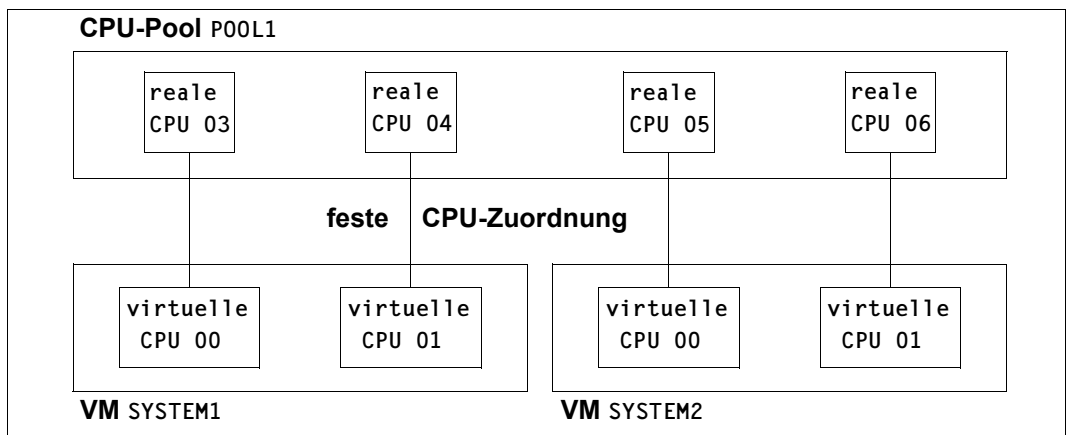 CPU-Pool POOL1
reale
CPU 03
reale
CPU 04
reale
CPU 05
reale
CPU 06
feste CPU-Zuordnung
virtuelle
CPU 00
virtuelle
CPU 01
virtuelle
CPU 00
virtuelle
CPU 01
VM SYSTEM1
VM SYSTEM2